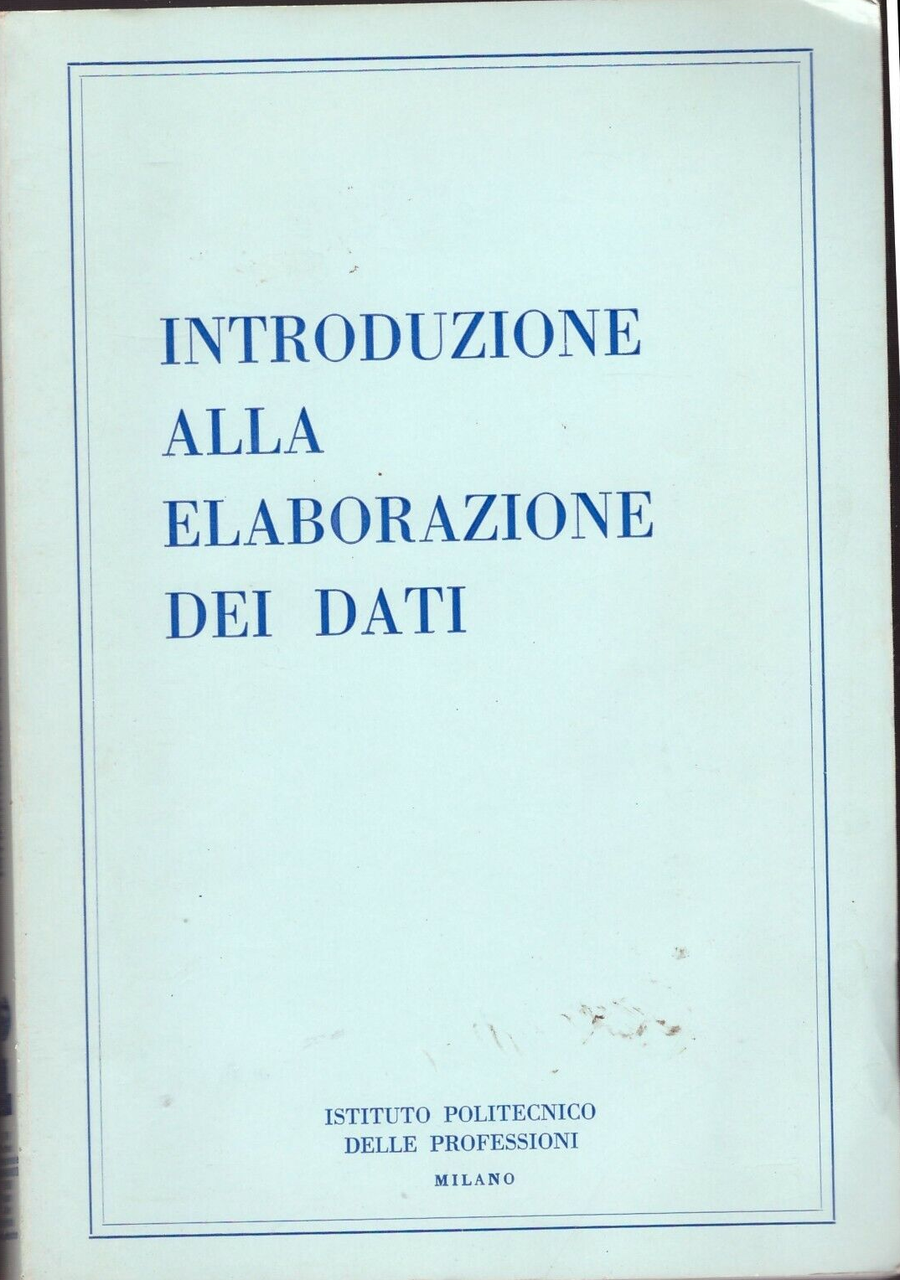 INTRODUZIONE
ALLA
ELABORAZIONE
DEI DATI
ISTITUTO POLITECNICO
DELLE PROFESSIONI
MILANO